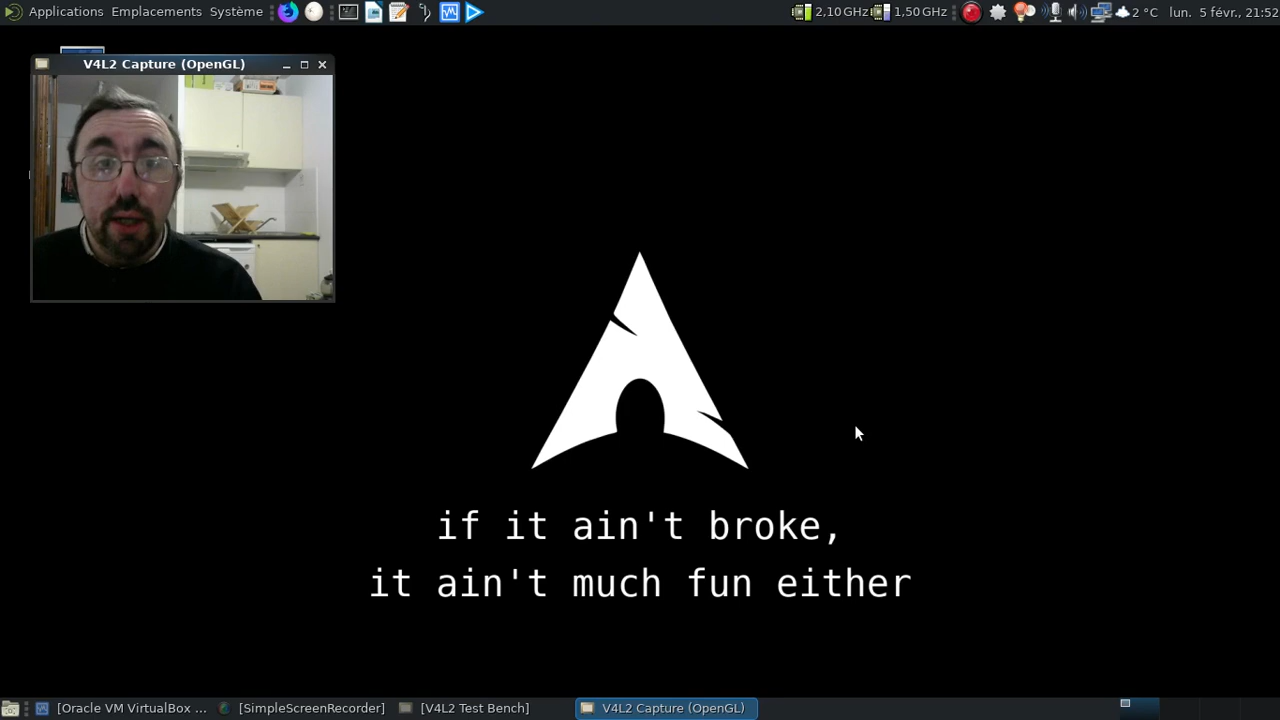 Applications Emplacements Système 2,10 GHz 1,50 GHz 2 °C lun. 5 févr., 21:52
V4L2 Capture (OpenGL)
if it ain't broke,
it ain't much fun either
[Oracle VM VirtualBox ... [SimpleScreenRecorder] [V4L2 Test Bench] V4L2 Capture (OpenGL)